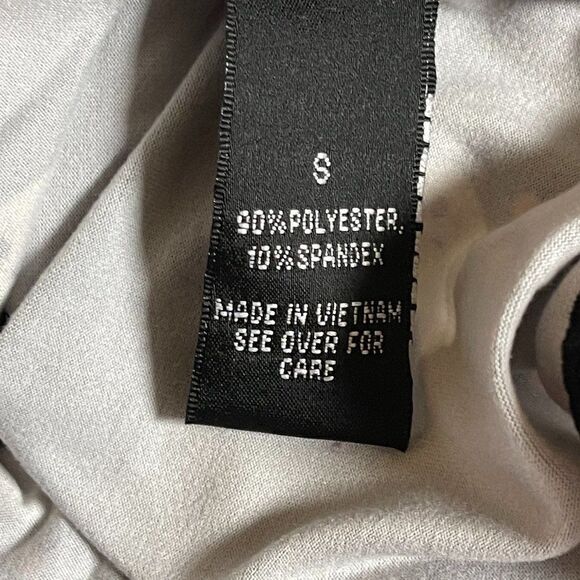 S
90% POLYESTER,
10% SPANDEX
MADE IN VIETNAM
SEE OVER FOR
CARE